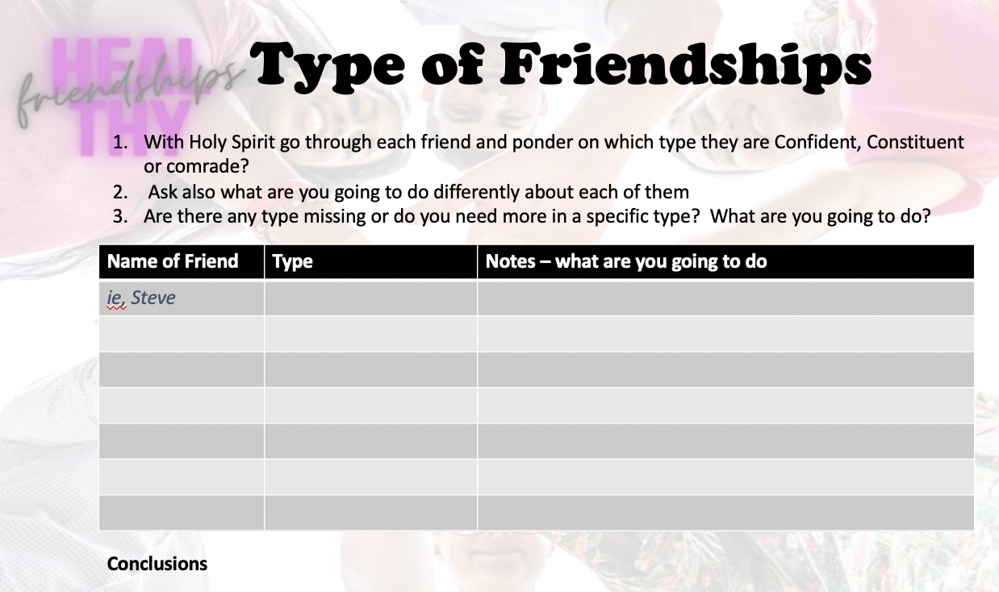 HEAL
friendships
THY
Type of Friendships
1. With Holy Spirit go through each friend and ponder on which type they are Confident, Constituent
or comrade?
2. Ask also what are you going to do differently about each of them
3. Are there any type missing or do you need more in a specific type? What are you going to do?
Name of Friend Type Notes – what are you going to do
ie, Steve
Conclusions